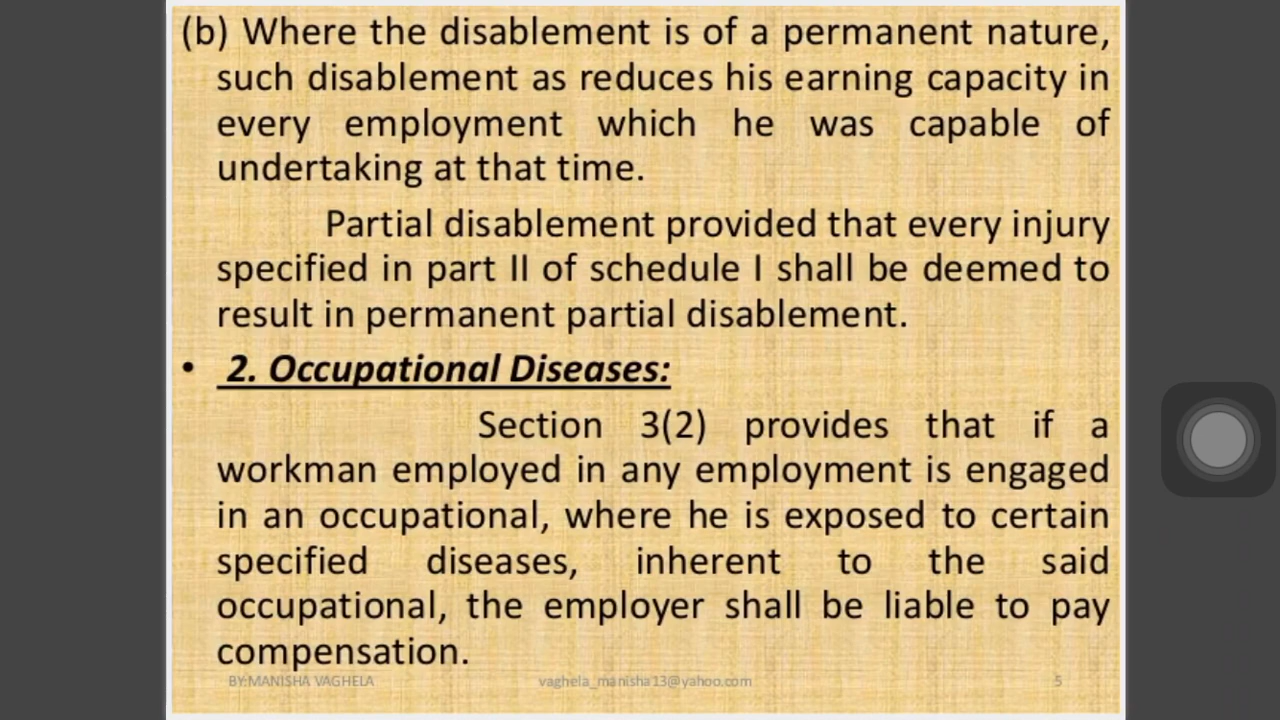 (b) Where the disablement is of a permanent nature,
such disablement as reduces his earning capacity in
every employment which he was capable of
undertaking at that time.
Partial disablement provided that every injury
specified in part II of schedule I shall be deemed to
result in permanent partial disablement.
• 2. Occupational Diseases:
Section 3(2) provides that if a
workman employed in any employment is engaged
in an occupational, where he is exposed to certain
specified diseases, inherent to the said
occupational, the employer shall be liable to pay
compensation.
BY:MANISHA VAGHELA vaghela_manisha13@yahoo.com 5